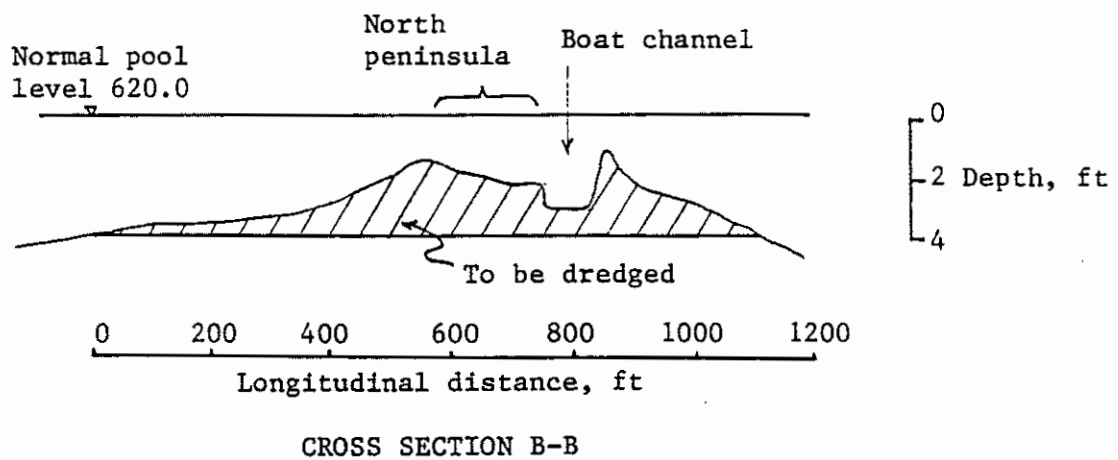 North
peninsula
Boat channel
Normal pool
level 620.0
0
2 Depth, ft
4
To be dredged
0 200 400 600 800 1000 1200
Longitudinal distance, ft
CROSS SECTION B-B